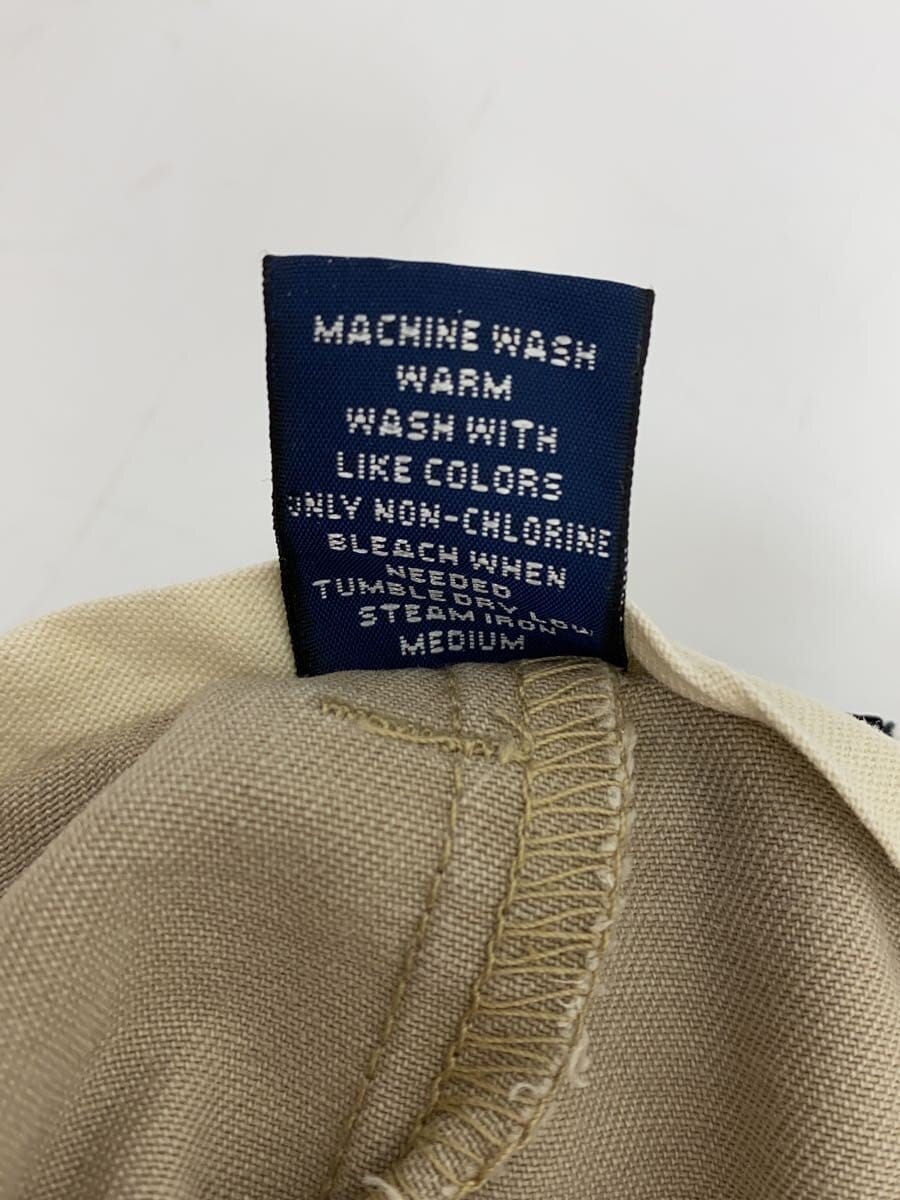 MACHINE WASH
WARM
WASH WITH
LIKE COLORS
ONLY NON-CHLORINE
BLEACH WHEN
NEEDED
TUMBLE DRY LOW
STEAM IRON
MEDIUM